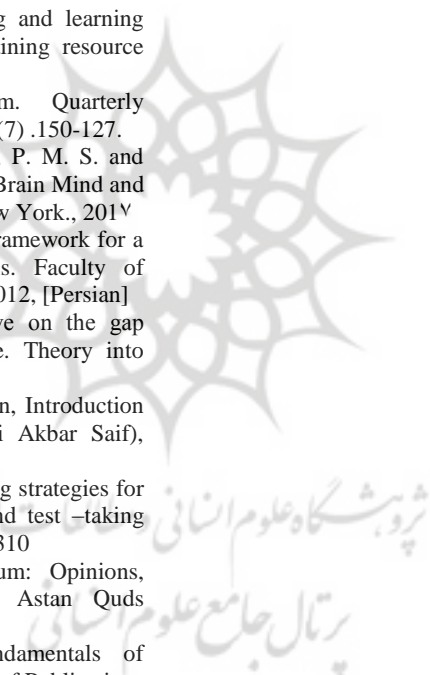 g and learning
ining resource
m. Quarterly
(7) .150-127.
P. M. S. and
Brain Mind and
w York., 201۷
ramework for a
s. Faculty of
012, [Persian]
ve on the gap
e. Theory into
n, Introduction
i Akbar Saif),
g strategies for
nd test –taking
310
um: Opinions,
Astan Quds
ndamentals of
پژوهشگاه علوم انسانی و مطالعات فرهنگی
پرتال جامع علوم انسانی